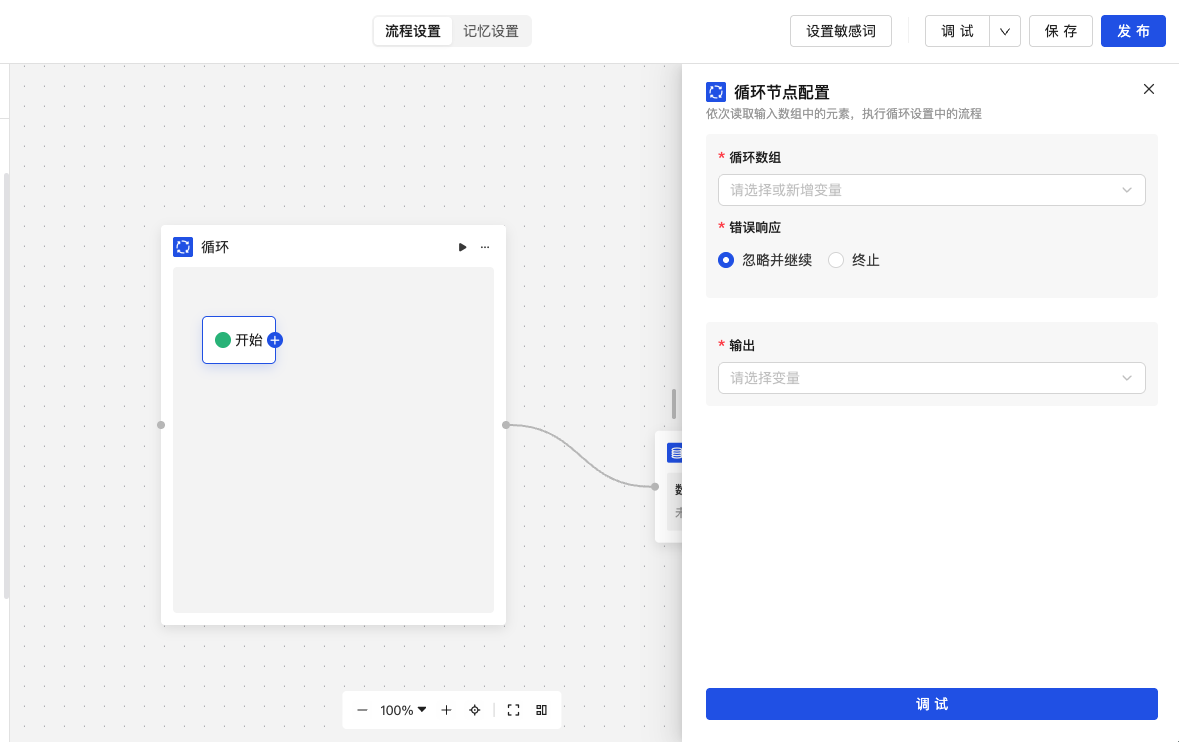 流程设置
记忆设置
设置敏感词
调 试
保 存
发 布
循环
开始
100%
循环节点配置
依次读取输入数组中的元素，执行循环设置中的流程
* 循环数组
请选择或新增变量
* 错误响应
忽略并继续
终止
* 输出
请选择变量
调 试